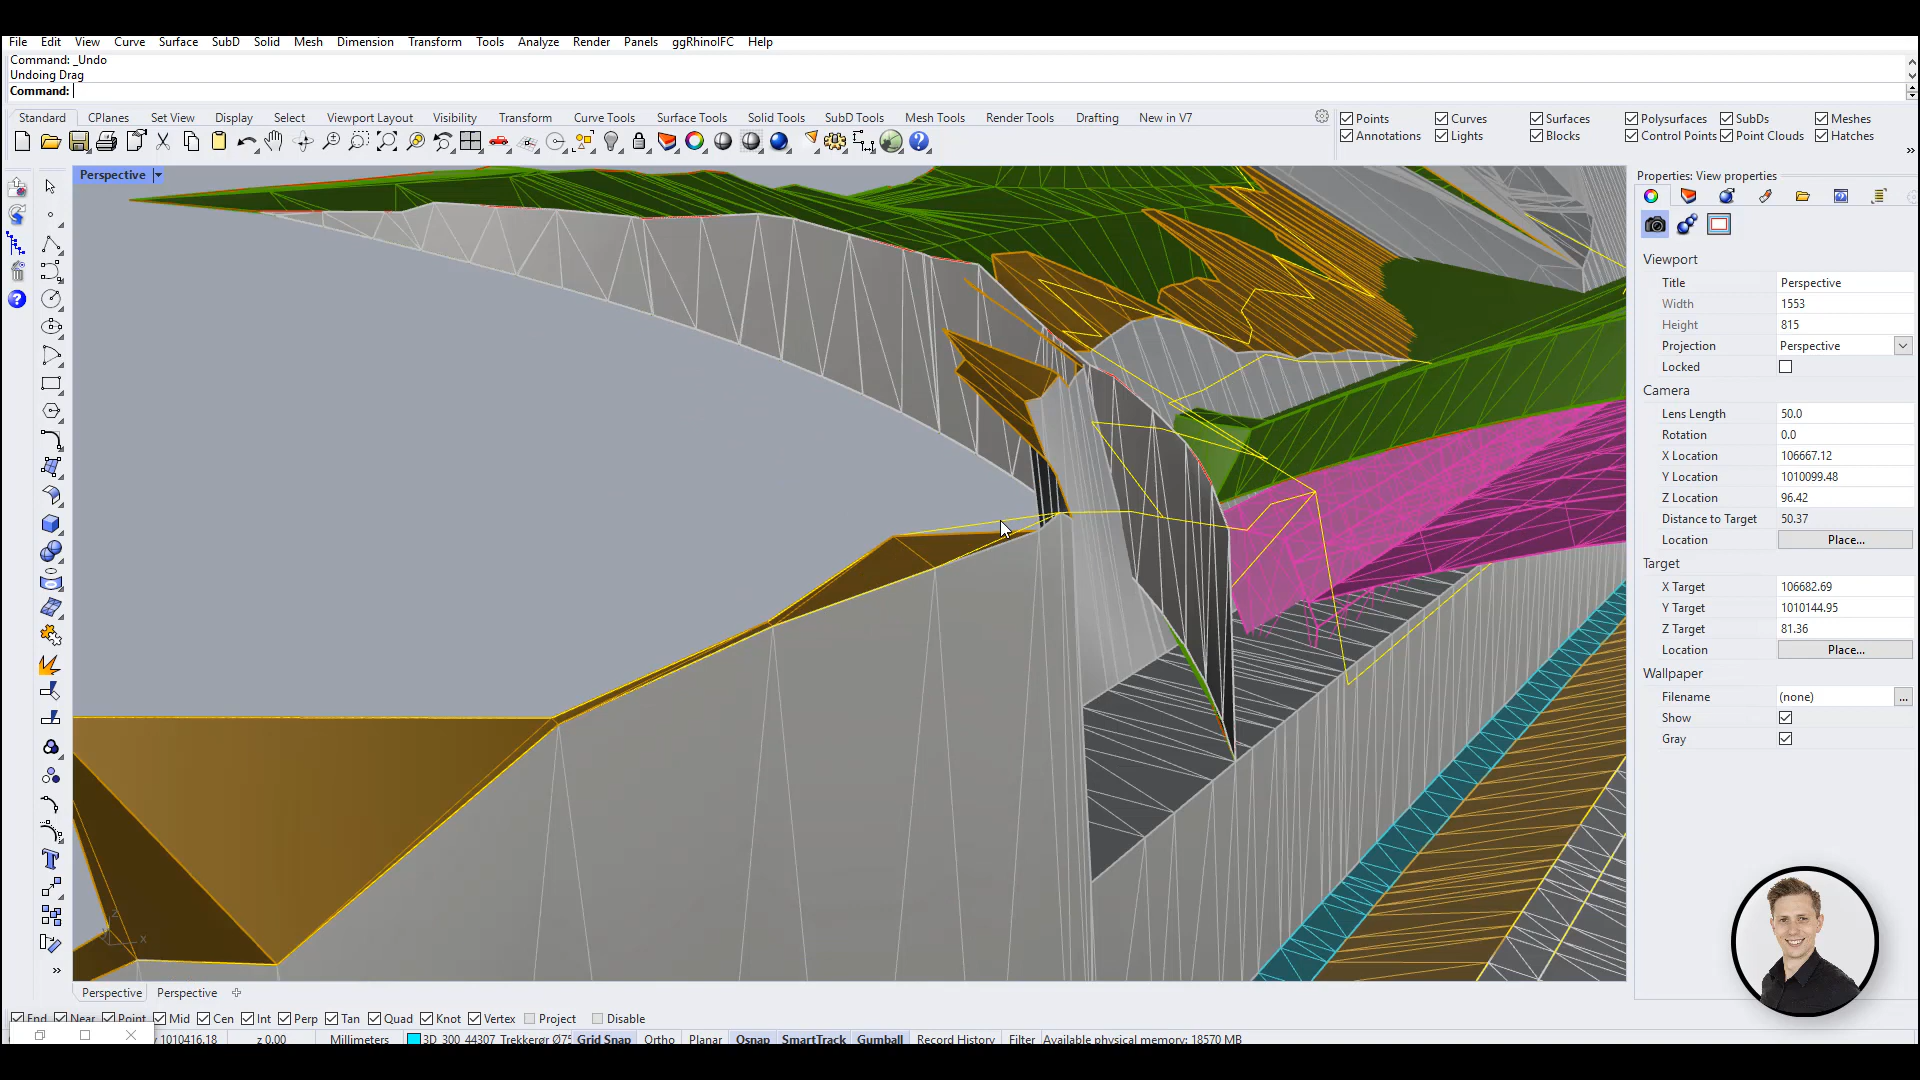 File Edit View Curve Surface SubD Solid Mesh Dimension Transform Tools Analyze Render Panels ggRhinoIFC Help
Command: _Undo
Undoing Drag
Command:
Standard CPlanes Set View Display Select Viewport Layout Visibility Transform Curve Tools Surface Tools Solid Tools SubD Tools Mesh Tools Render Tools Drafting New in V7
Points Curves Surfaces Polysurfaces SubDs Meshes
Annotations Lights Blocks Control Points Point Clouds Hatches
Perspective
Properties: View properties
Viewport
Title Perspective
Width 1553
Height 815
Projection Perspective
Locked
Camera
Lens Length 50.0
Rotation 0.0
X Location 106667.12
Y Location 1010099.48
Z Location 96.42
Distance to Target 50.37
Location Place...
Target
X Target 106682.69
Y Target 1010144.95
Z Target 81.36
Location Place...
Wallpaper
Filename (none) ...
Show
Gray
z
x
Perspective Perspective
End Near Point Mid Cen Int Perp Tan Quad Knot Vertex Project Disable
y 1010416.18 z 0.00 Millimeters 3D_300_44307_Trekkerør Ø75 Grid Snap Ortho Planar Osnap SmartTrack Gumball Record History Filter Available physical memory: 18570 MB